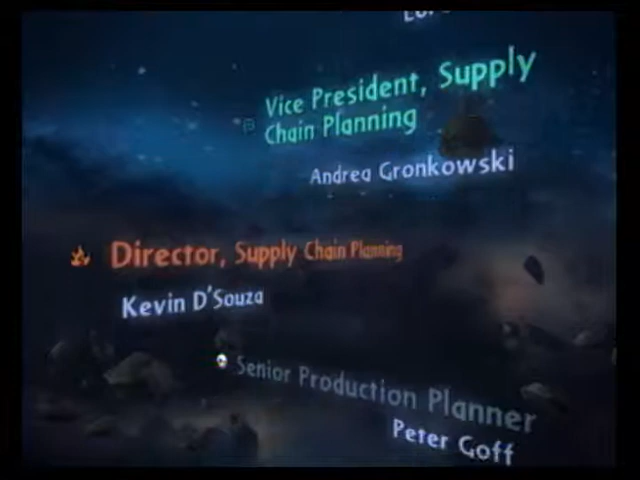 Vice President, Supply
Chain Planning
Andrea Gronkowski
Director, Supply Chain Planning
Kevin D'Souza
Senior Production Planner
Peter Goff